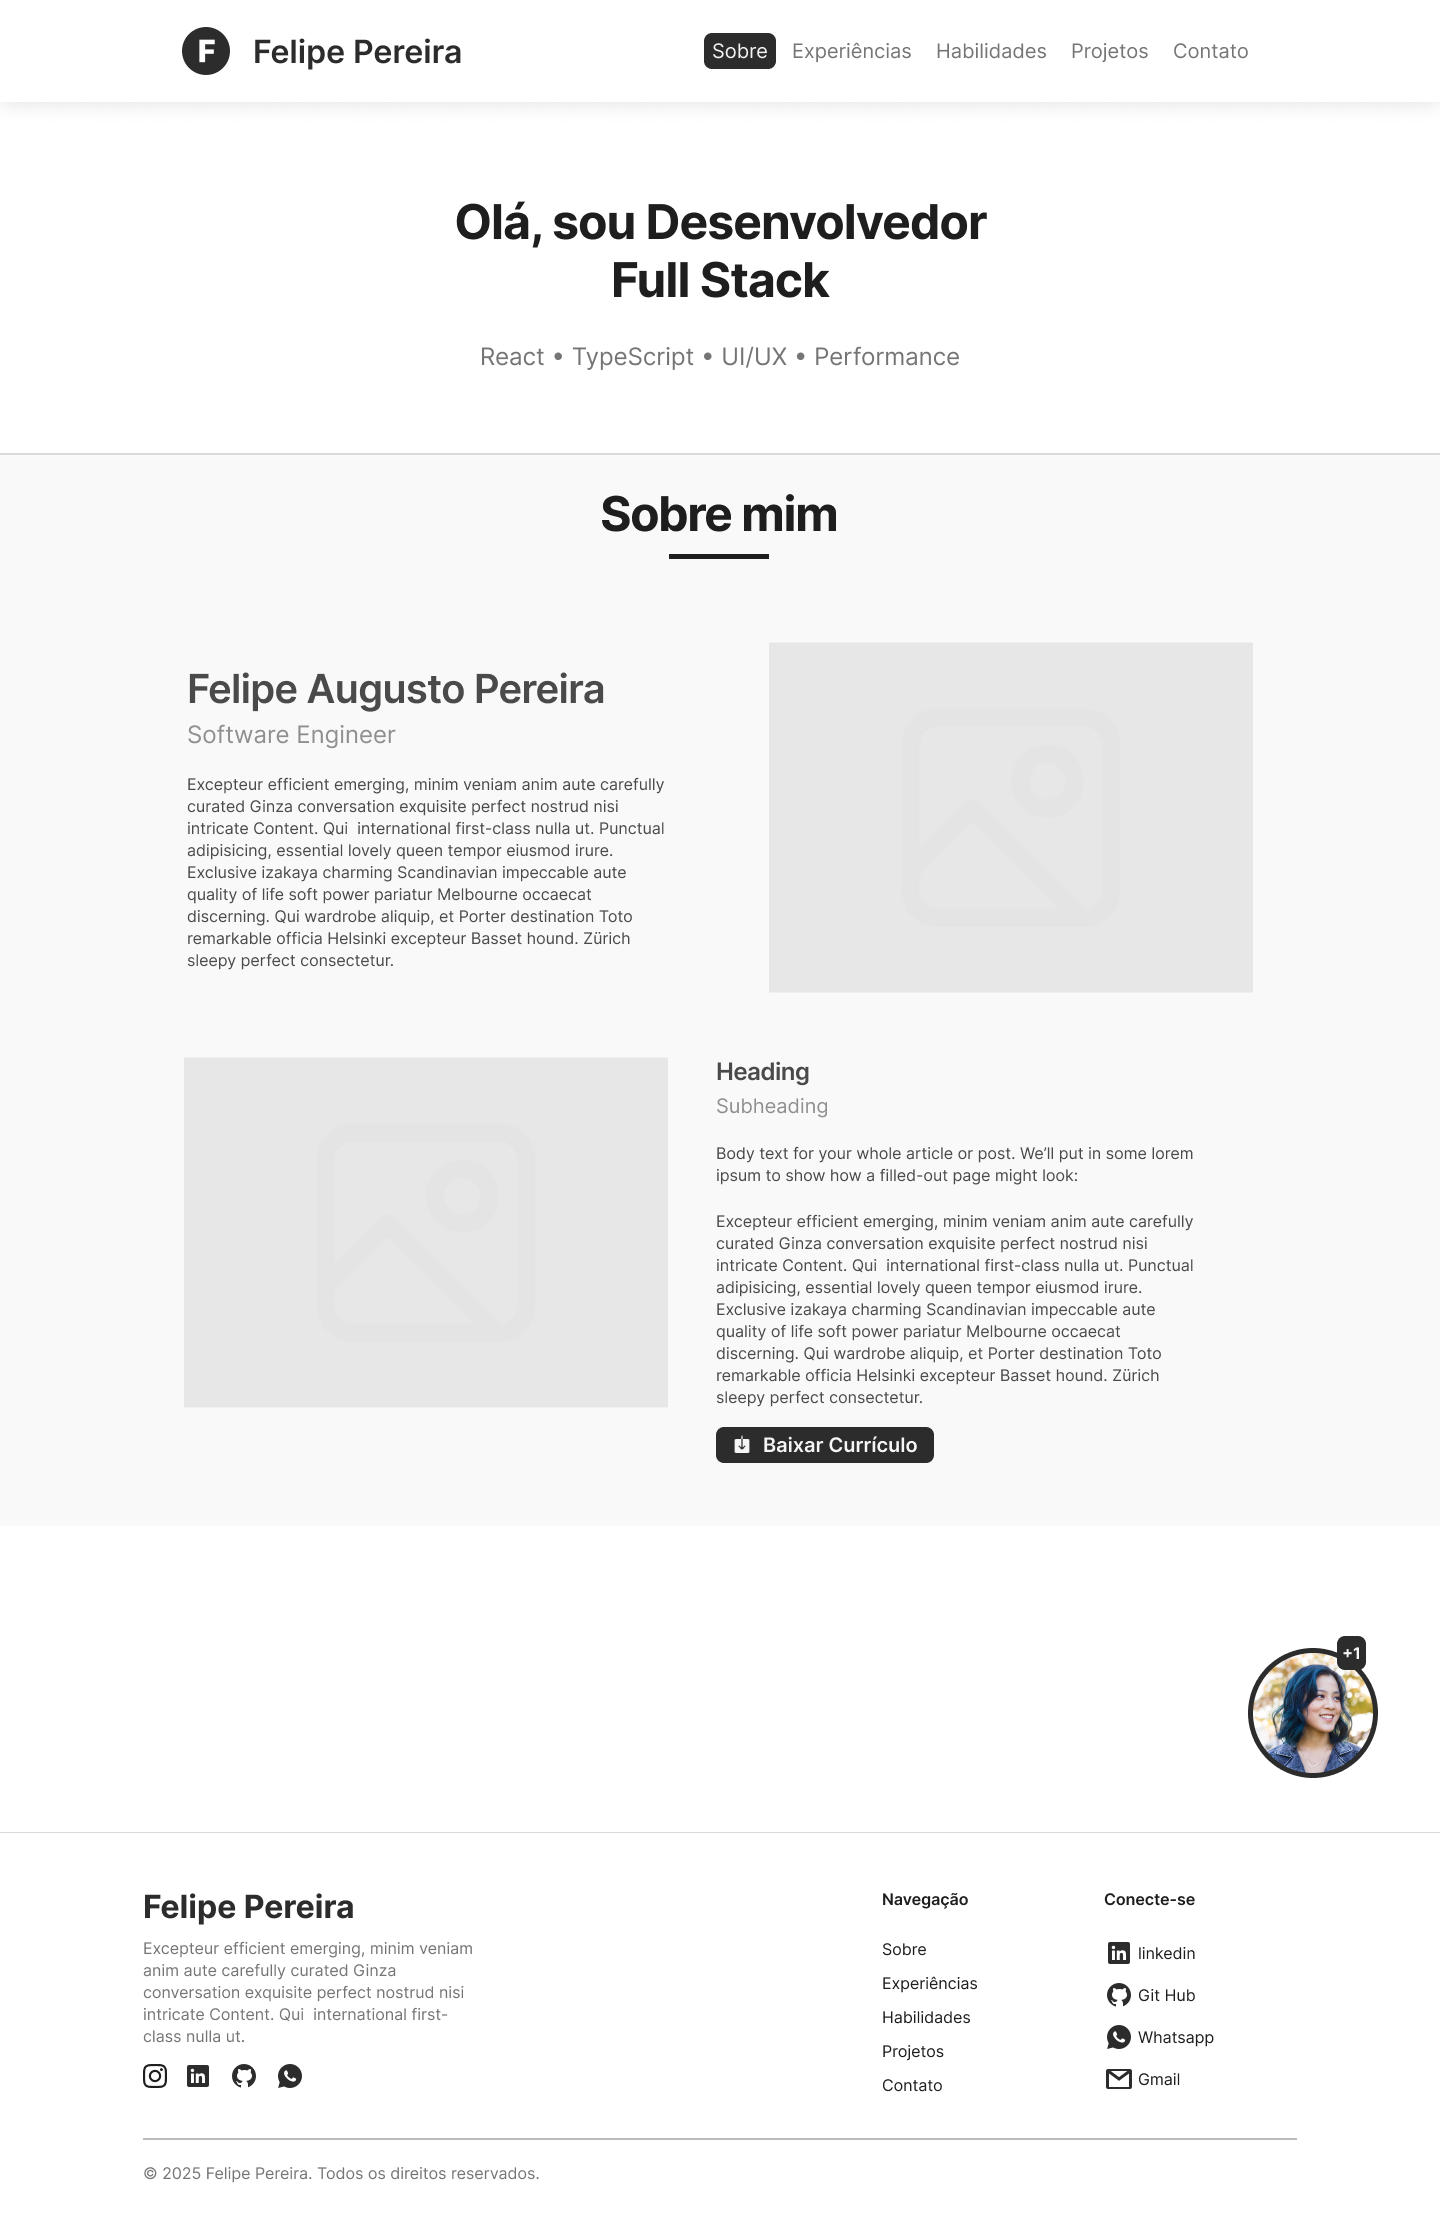 F
Felipe Pereira
Sobre
Experiências
Habilidades
Projetos
Contato
Olá, sou Desenvolvedor
Full Stack
React • TypeScript • UI/UX • Performance
Sobre mim
Felipe Augusto Pereira
Software Engineer
Excepteur efficient emerging, minim veniam anim aute carefully
curated Ginza conversation exquisite perfect nostrud nisi
intricate Content. Qui  international first-class nulla ut. Punctual
adipisicing, essential lovely queen tempor eiusmod irure.
Exclusive izakaya charming Scandinavian impeccable aute
quality of life soft power pariatur Melbourne occaecat
discerning. Qui wardrobe aliquip, et Porter destination Toto
remarkable officia Helsinki excepteur Basset hound. Zürich
sleepy perfect consectetur.
Heading
Subheading
Body text for your whole article or post. We’ll put in some lorem
ipsum to show how a filled-out page might look:
Excepteur efficient emerging, minim veniam anim aute carefully
curated Ginza conversation exquisite perfect nostrud nisi
intricate Content. Qui  international first-class nulla ut. Punctual
adipisicing, essential lovely queen tempor eiusmod irure.
Exclusive izakaya charming Scandinavian impeccable aute
quality of life soft power pariatur Melbourne occaecat
discerning. Qui wardrobe aliquip, et Porter destination Toto
remarkable officia Helsinki excepteur Basset hound. Zürich
sleepy perfect consectetur.
Baixar Currículo
+1
Felipe Pereira
Excepteur efficient emerging, minim veniam
anim aute carefully curated Ginza
conversation exquisite perfect nostrud nisi
intricate Content. Qui  international first-
class nulla ut.
Navegação
Sobre
Experiências
Habilidades
Projetos
Contato
Conecte-se
linkedin
Git Hub
Whatsapp
Gmail
© 2025 Felipe Pereira. Todos os direitos reservados.